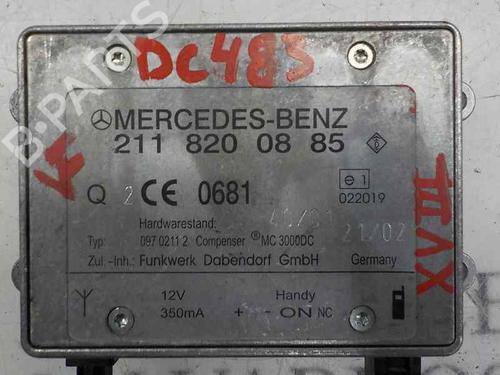 DC483
MERCEDES-BENZ
211 820 08 85
Q 2 CE 0681
e 1
022019
Hardwarestand:
21/02
Typ: 097 0211 2 Compenser ® MC 3000DC
Zul.-Inh.: Funkwerk Dabendorf GmbH Germany
12V Handy
350mA + - ON NC
XVIII
B-PARTS